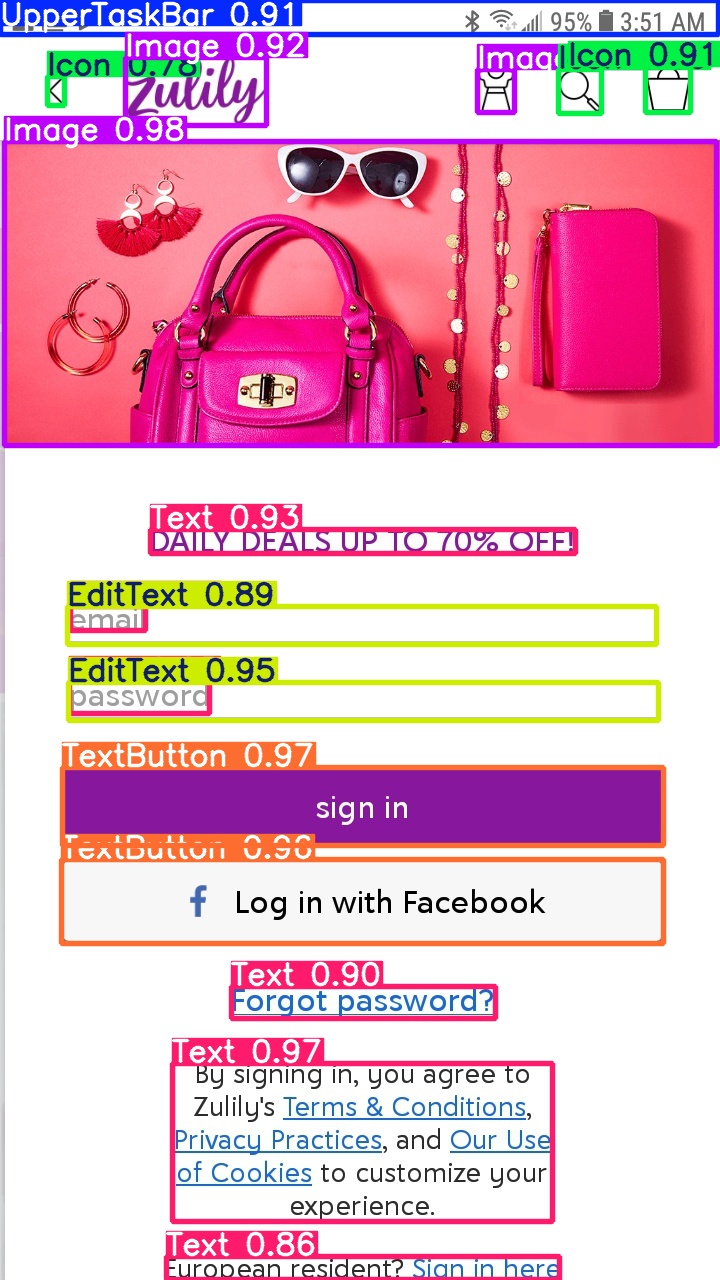 UpperTaskBar 0.91
95% 3:51 AM
Image 0.92
Icon 0.78
Icon 0.91
zulily
Image 0.98
Text 0.93
DAILY DEALS UP TO 70% OFF!
EditText 0.89
email
EditText 0.95
password
TextButton 0.97
sign in
TextButton 0.96
f Log in with Facebook
Text 0.90
Forgot password?
Text 0.97
By signing in, you agree to
Zulily's Terms & Conditions,
Privacy Practices, and Our Use
of Cookies to customize your
experience.
Text 0.86
European resident? Sign in here